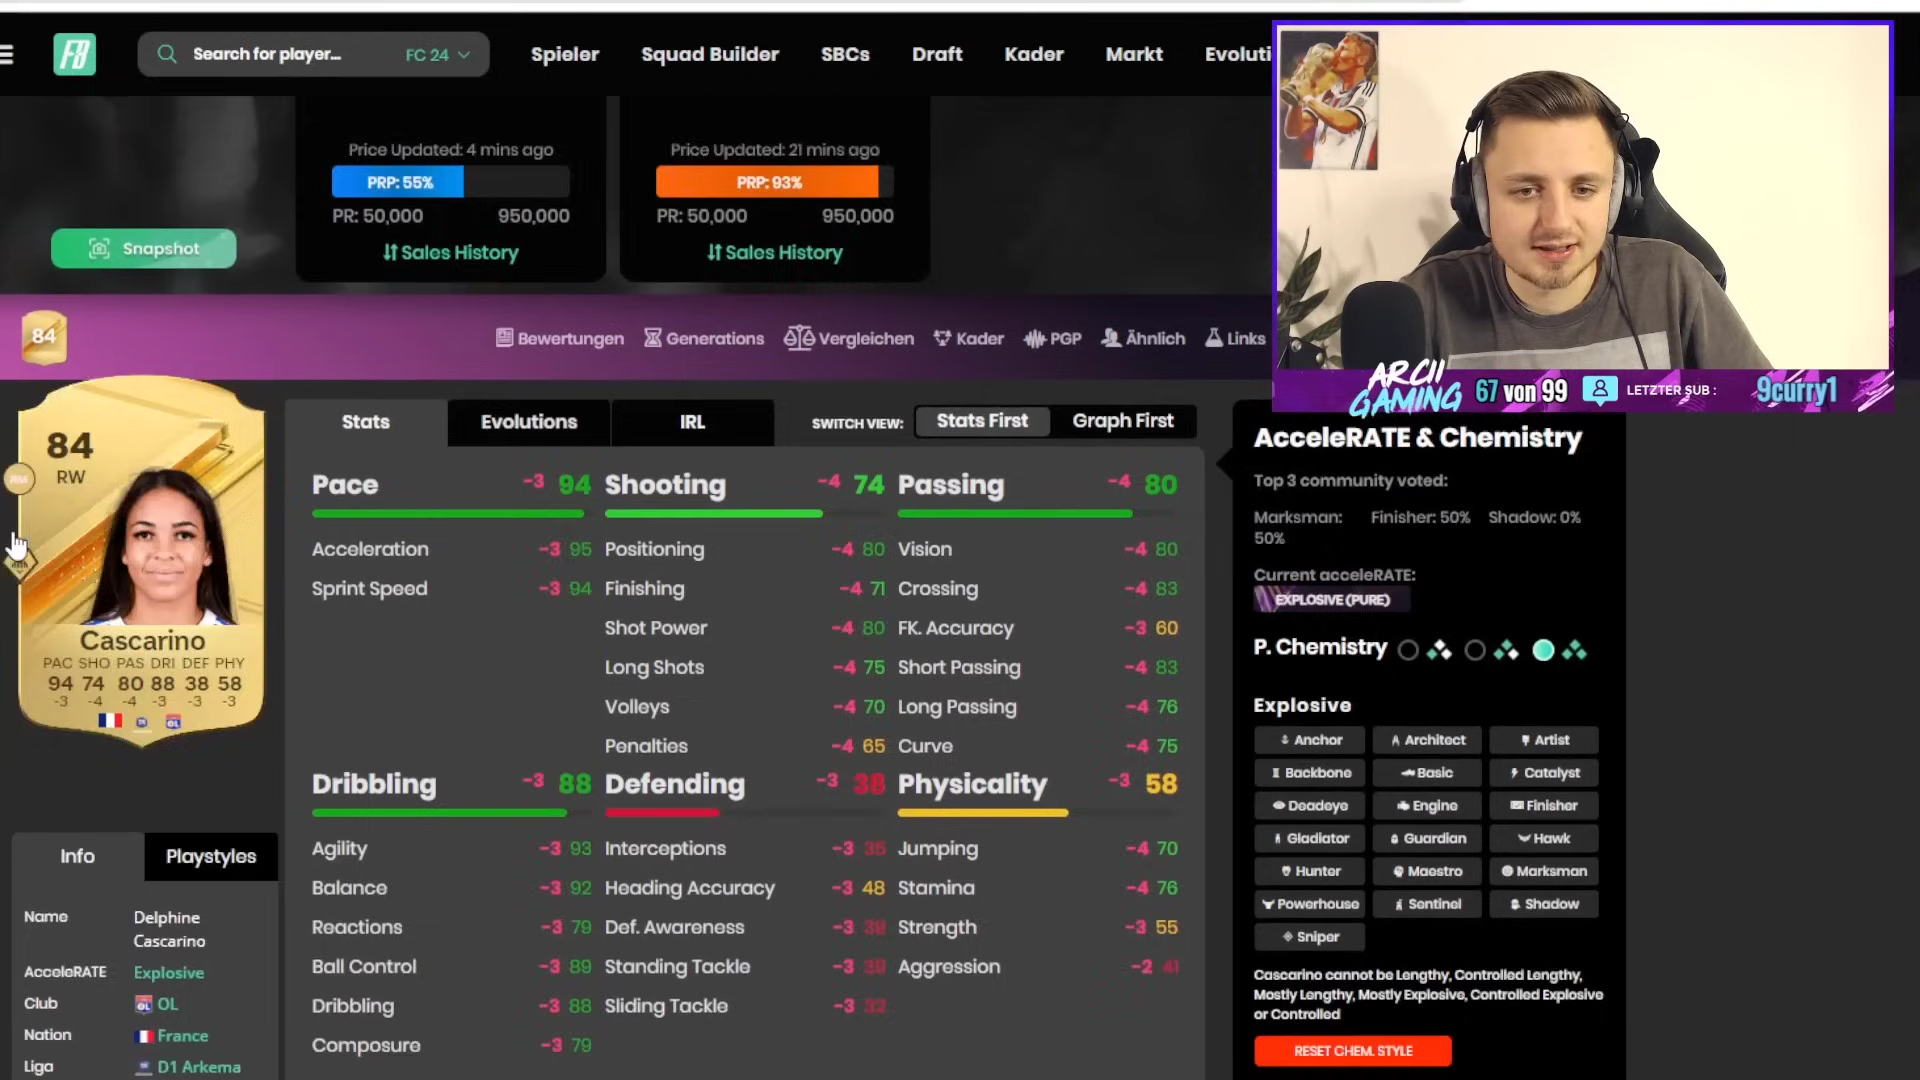 Search for player...
FC 24
Spieler
Squad Builder
SBCs
Draft
Kader
Markt
Price Updated: 4 mins ago
PRP: 55%
PR: 50,000
950,000
Sales History
Price Updated: 21 mins ago
PRP: 93%
PR: 50,000
950,000
Sales History
Snapshot
84
Bewertungen
Generations
Vergleichen
Kader
PGP
Ähnlich
Links
ARCII
GAMING
67 von 99
LETZTER SUB :
9curry1
84
RW
RM
Cascarino
PAC SHO PAS DRI DEF PHY
94 74 80 88 38 58
-3 -4 -4 -3 -3 -3
Stats
Evolutions
IRL
SWITCH VIEW:
Stats First
Graph First
Pace -3 94
Acceleration -3 95
Sprint Speed -3 94
Shooting -4 74
Positioning -4 80
Finishing -4 71
Shot Power -4 80
Long Shots -4 75
Volleys -4 70
Penalties -4 65
Passing -4 80
Vision -4 80
Crossing -4 83
FK. Accuracy -3 60
Short Passing -4 83
Long Passing -4 76
Curve -4 75
Dribbling -3 88
Agility -3 93
Balance -3 92
Reactions -3 79
Ball Control -3 89
Dribbling -3 88
Composure -3 79
Defending -3 38
Interceptions -3 35
Heading Accuracy -3 48
Def. Awareness -3
Standing Tackle -3
Sliding Tackle -3
Physicality -3 58
Jumping -4 70
Stamina -4 76
Strength -3 55
Aggression -2 41
AcceleRATE & Chemistry
Top 3 community voted:
Marksman: 50%
Finisher: 50%
Shadow: 0%
Current acceleRATE:
EXPLOSIVE (PURE)
P. Chemistry
Explosive
Anchor
Architect
Artist
Backbone
Basic
Catalyst
Deadeye
Engine
Finisher
Gladiator
Guardian
Hawk
Hunter
Maestro
Marksman
Powerhouse
Sentinel
Shadow
Sniper
Cascarino cannot be Lengthy, Controlled Lengthy,
Mostly Lengthy, Mostly Explosive, Controlled Explosive
or Controlled
RESET CHEM. STYLE
Info
Playstyles
Name Delphine
Cascarino
AcceleRATE Explosive
Club OL
Nation France
Liga D1 Arkema